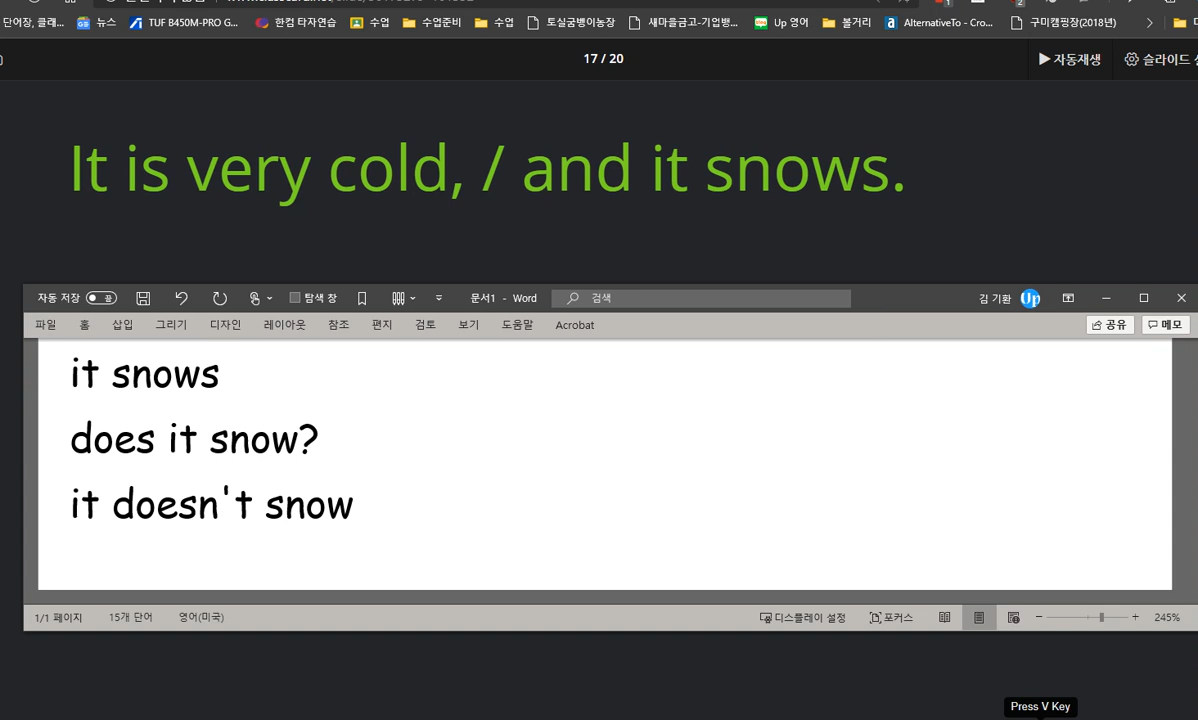 단어장, 클래... 뉴스 TUF B450M-PRO G... 한컴 타자연습 수업 수업준비 수업 토실굼벵이농장 새마을금고-기업뱅... Up 영어 볼거리 AlternativeTo - Cro... 구미캠핑장(2018년)
17 / 20
자동재생
슬라이드
It is very cold, / and it snows.
자동 저장 끔 탐색 창 문서1 - Word 검색 김 기환 Up
파일 홈 삽입 그리기 디자인 레이아웃 참조 편지 검토 보기 도움말 Acrobat 공유 메모
it snows
does it snow?
it doesn't snow
1/1 페이지 15개 단어 영어(미국) 디스플레이 설정 포커스 - + 245%
Press V Key